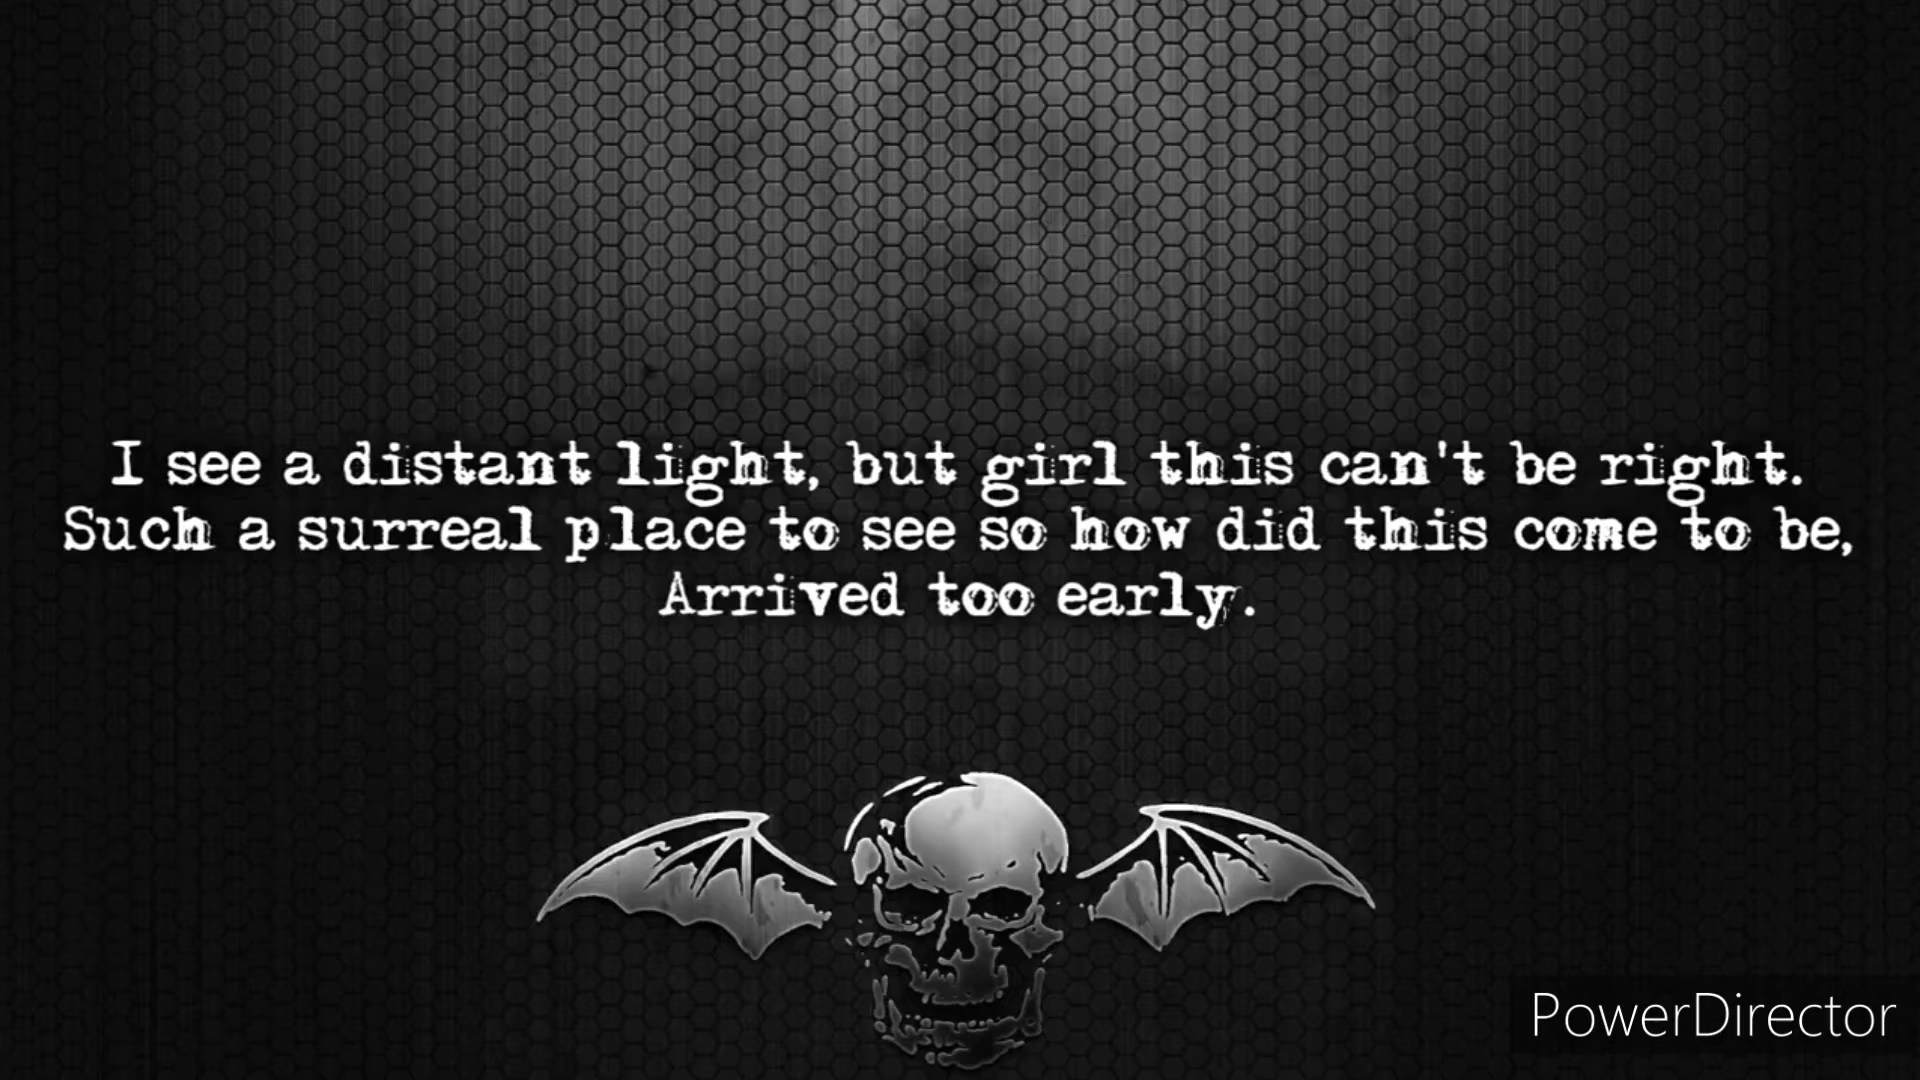 I see a distant light, but girl this can't be right.
Such a surreal place to see so how did this come to be,
Arrived too early.
PowerDirector